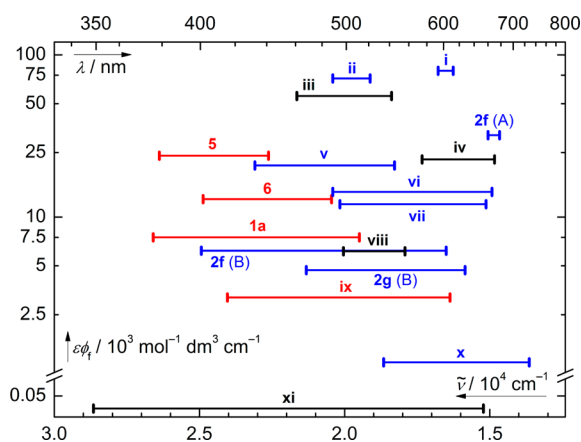 350 400 500 600 700 800
100
λ / nm
i
75
ii
iii
50
2f (A)
25
5
v
iv
6
vi
vii
10
1a
7.5
viii
2f (B)
5
2g (B)
ix
2.5
εϕf / 10³ mol⁻¹ dm³ cm⁻¹
x
ṽ / 10⁴ cm⁻¹
0.05
xi
3.0 2.5 2.0 1.5